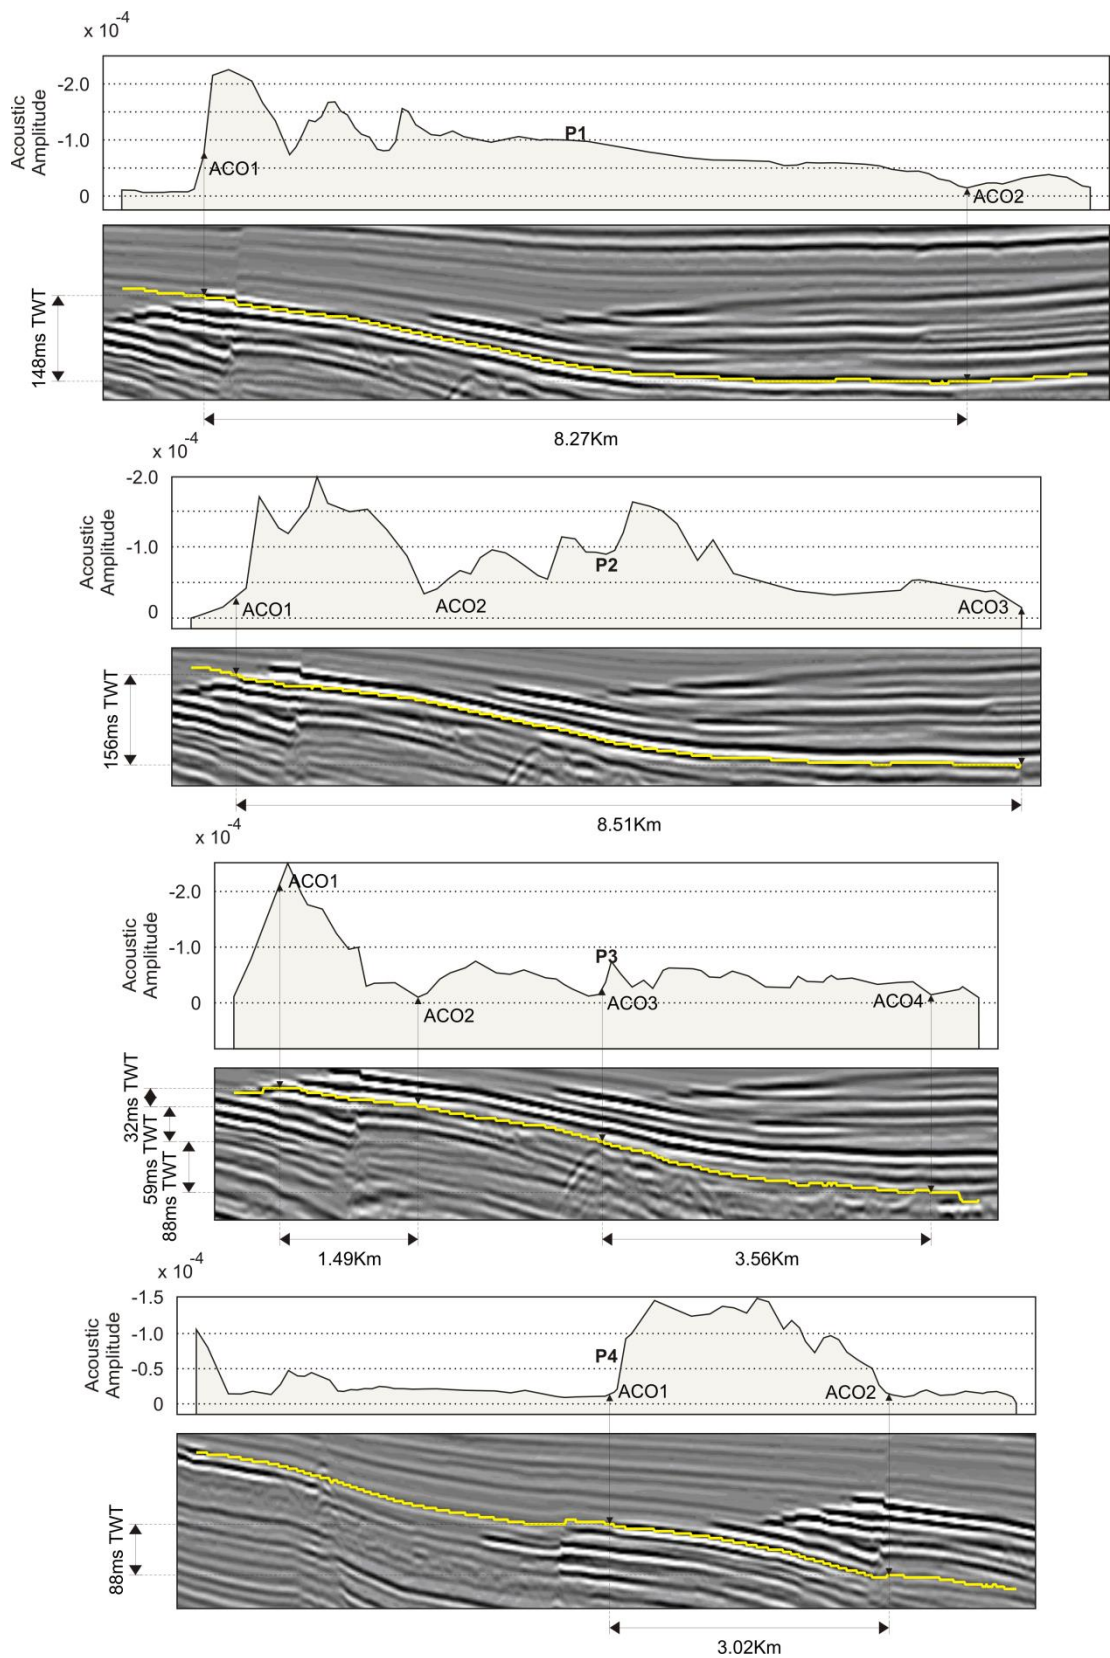 x 10-4
Acoustic
Amplitude
-2.0
-1.0
0
P1
ACO1
ACO2
148ms TWT
8.27Km
x 10-4
Acoustic
Amplitude
-2.0
-1.0
0
P2
ACO1
ACO2
ACO3
156ms TWT
8.51Km
x 10-4
Acoustic
Amplitude
-2.0
-1.0
0
ACO1
P3
ACO2
ACO3
ACO4
32ms TWT
59ms TWT
88ms TWT
1.49Km
3.56Km
x 10-4
Acoustic
Amplitude
-1.5
-1.0
-0.5
0
P4
ACO1
ACO2
88ms TWT
3.02Km